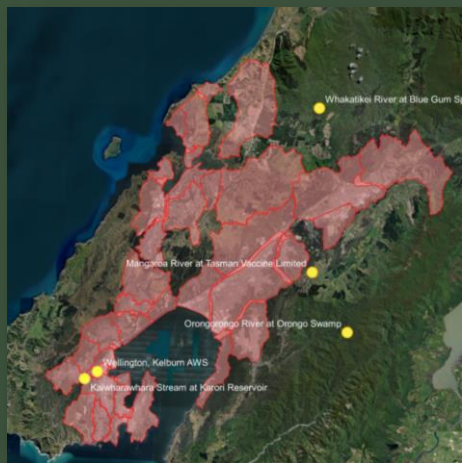 Whakatikei River at Blue Gum Sp
Mangaroa River at Tasman Vaccine Limited
Orongorongo River at Orongo Swamp
Wellington, Kelburn AWS
Kaiwharawhara Stream at Karori Reservoir